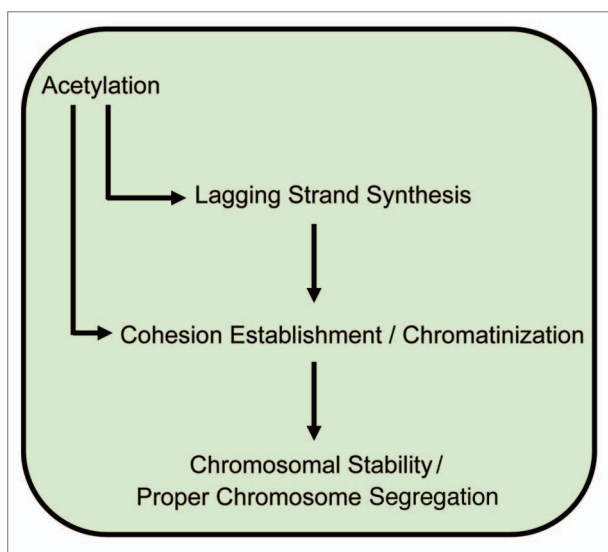 Acetylation
Lagging Strand Synthesis
Cohesion Establishment / Chromatinization
Chromosomal Stability/
Proper Chromosome Segregation